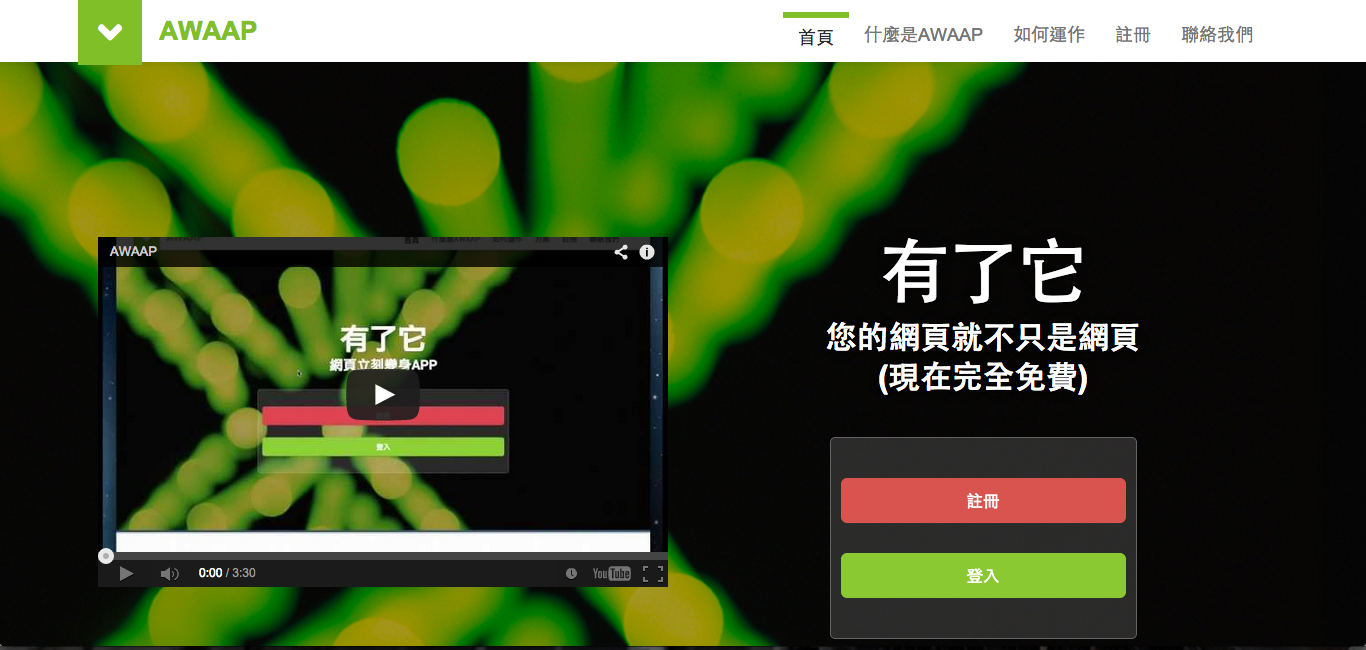 AWAAP
首頁 什麼是AWAAP 如何運作 註冊 聯絡我們
AWAAP
有了它
網頁立刻變身APP
登入
0:00 / 3:30
YouTube
有了它
您的網頁就不只是網頁
(現在完全免費)
註冊
登入